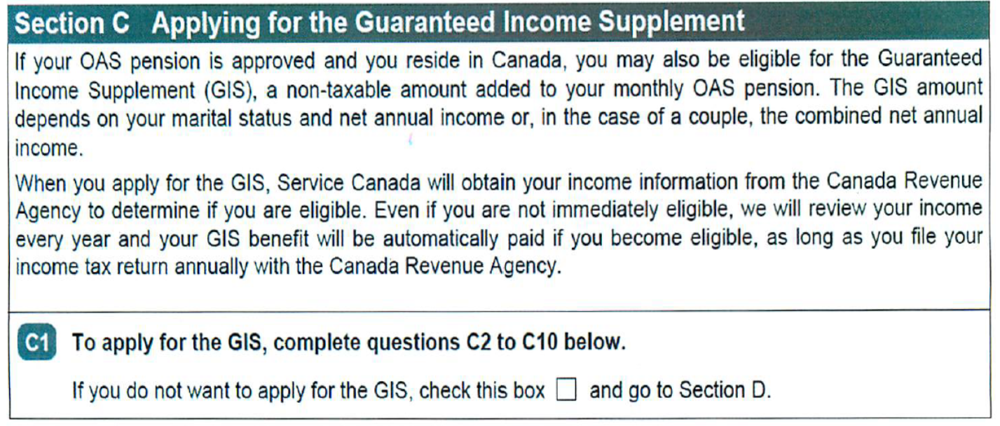 Section C Applying for the Guaranteed Income Supplement
If your OAS pension is approved and you reside in Canada, you may also be eligible for the Guaranteed
Income Supplement (GIS), a non-taxable amount added to your monthly OAS pension. The GIS amount
depends on your marital status and net annual income or, in the case of a couple, the combined net annual
income.
When you apply for the GIS, Service Canada will obtain your income information from the Canada Revenue
Agency to determine if you are eligible. Even if you are not immediately eligible, we will review your income
every year and your GIS benefit will be automatically paid if you become eligible, as long as you file your
income tax return annually with the Canada Revenue Agency.
C1 To apply for the GIS, complete questions C2 to C10 below.
If you do not want to apply for the GIS, check this box ☐ and go to Section D.